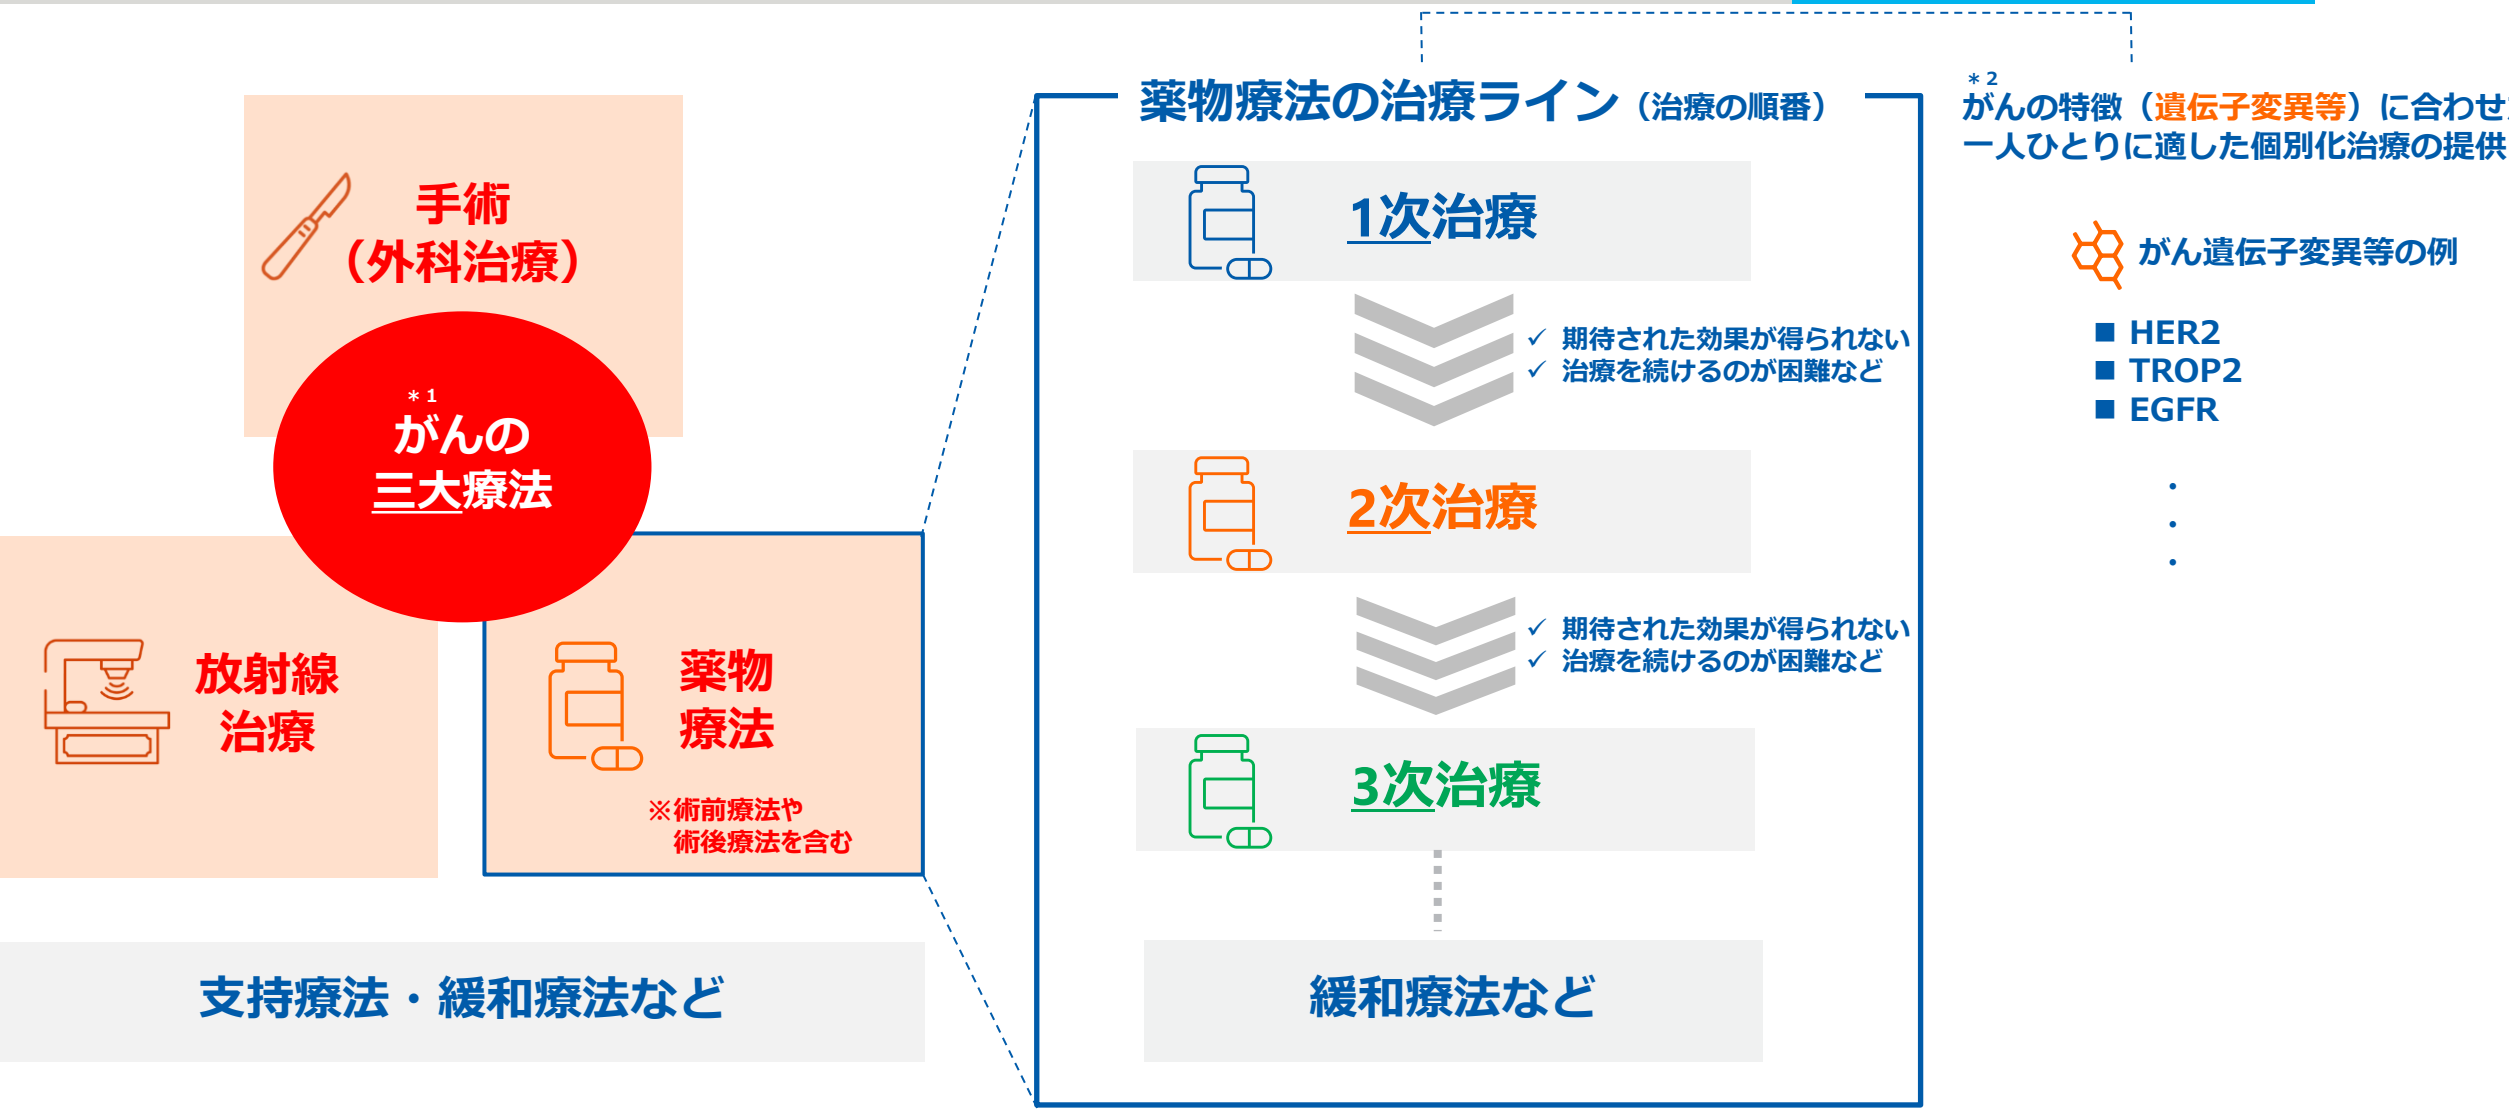 手術
（外科治療）
＊1
がんの
三大療法
放射線
治療
薬物
療法
※術前療法や
術後療法を含む
支持療法・緩和療法など
薬物療法の治療ライン（治療の順番）
1次治療
✓ 期待された効果が得られない
✓ 治療を続けるのが困難など
2次治療
✓ 期待された効果が得られない
✓ 治療を続けるのが困難など
3次治療
緩和療法など
＊2
がんの特徴（遺伝子変異等）に合わせ
一人ひとりに適した個別化治療の提供
がん遺伝子変異等の例
■ HER2
■ TROP2
■ EGFR
・
・
・